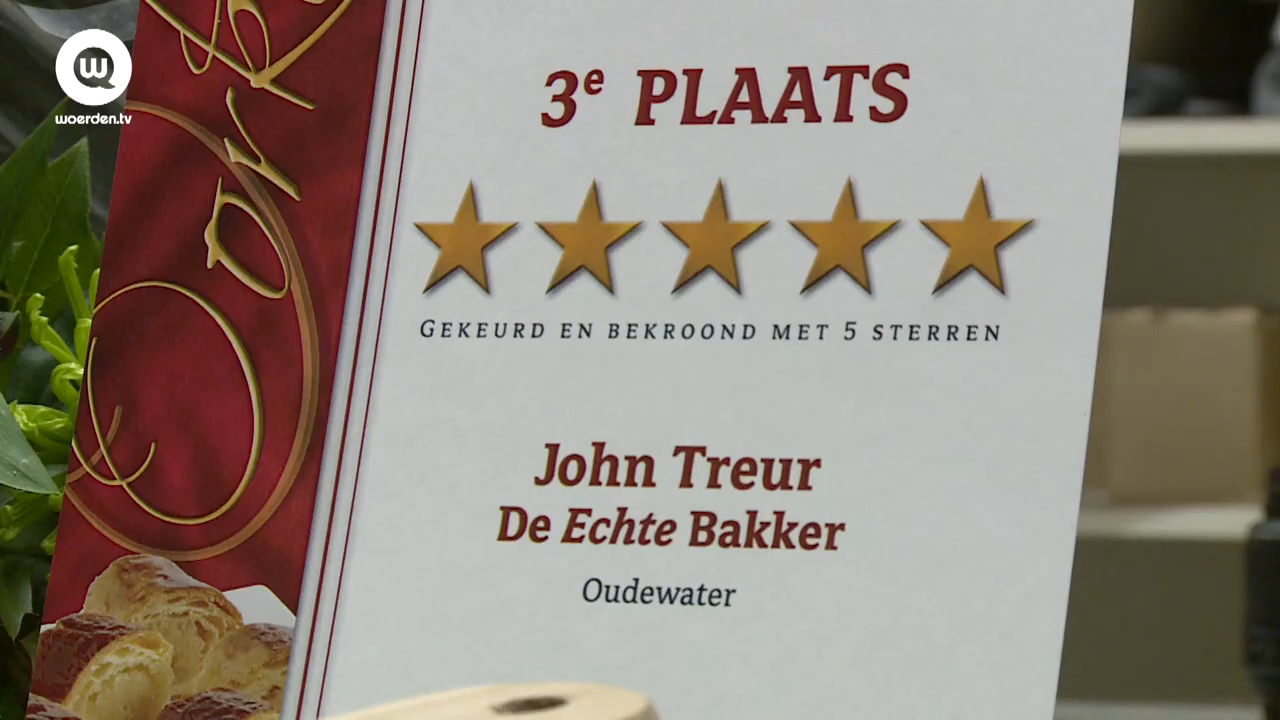 woerden.tv
3e PLAATS
GEKEURD EN BEKROOND MET 5 STERREN
John Treur
De Echte Bakker
Oudewater